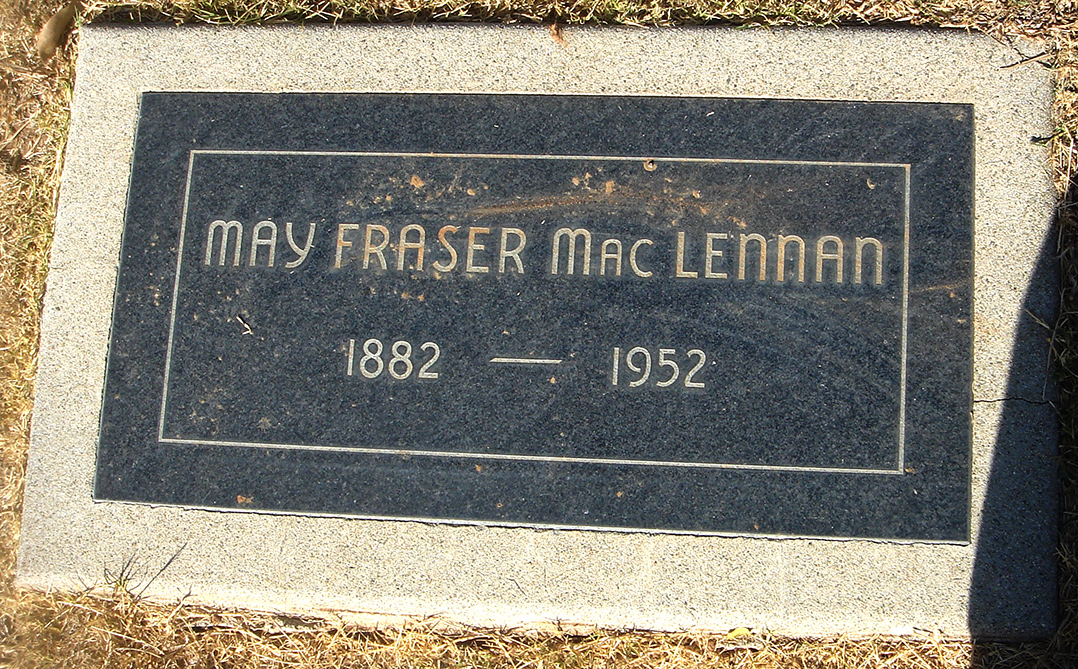 MAY FRASER MAC LENNAN
1882 — 1952